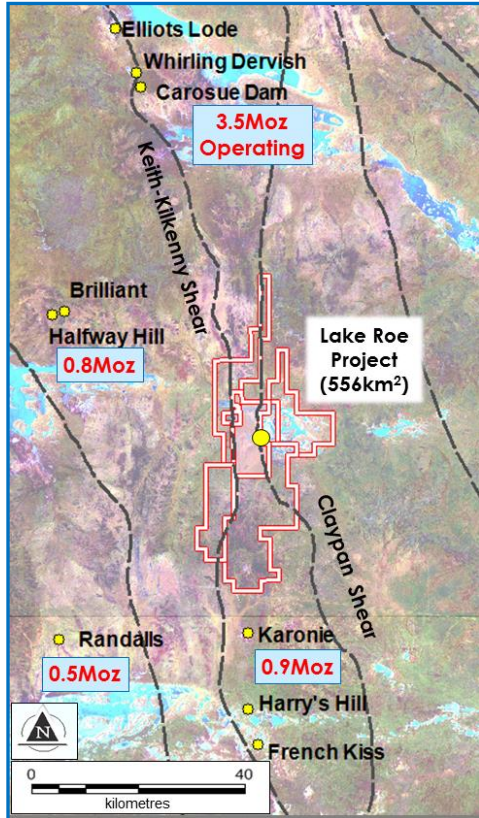 Elliots Lode
Whirling Dervish
Carosue Dam
3.5Moz
Operating
Keith-Kilkenny Shear
Brilliant
Halfway Hill
0.8Moz
Lake Roe
Project
(556km²)
Claypan Shear
Randalls
0.5Moz
Karonie
0.9Moz
Harry's Hill
French Kiss
N
0 40
kilometres